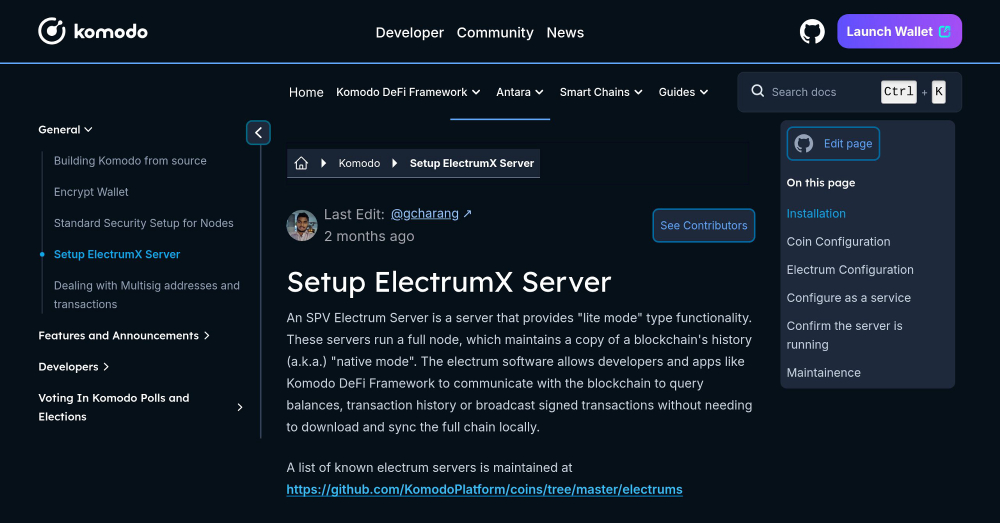 komodo
Developer Community News
Launch Wallet
Home Komodo DeFi Framework Antara Smart Chains Guides
Search docs Ctrl + K
General
Building Komodo from source
Encrypt Wallet
Standard Security Setup for Nodes
Setup ElectrumX Server
Dealing with Multisig addresses and
transactions
Features and Announcements
Developers
Voting In Komodo Polls and
Elections
Komodo Setup ElectrumX Server
Last Edit: @gcharang ↗
2 months ago
See Contributors
Setup ElectrumX Server
An SPV Electrum Server is a server that provides "lite mode" type functionality.
These servers run a full node, which maintains a copy of a blockchain's history
(a.k.a.) "native mode". The electrum software allows developers and apps like
Komodo DeFi Framework to communicate with the blockchain to query
balances, transaction history or broadcast signed transactions without needing
to download and sync the full chain locally.
A list of known electrum servers is maintained at
https://github.com/KomodoPlatform/coins/tree/master/electrums
Edit page
On this page
Installation
Coin Configuration
Electrum Configuration
Configure as a service
Confirm the server is
running
Maintainence